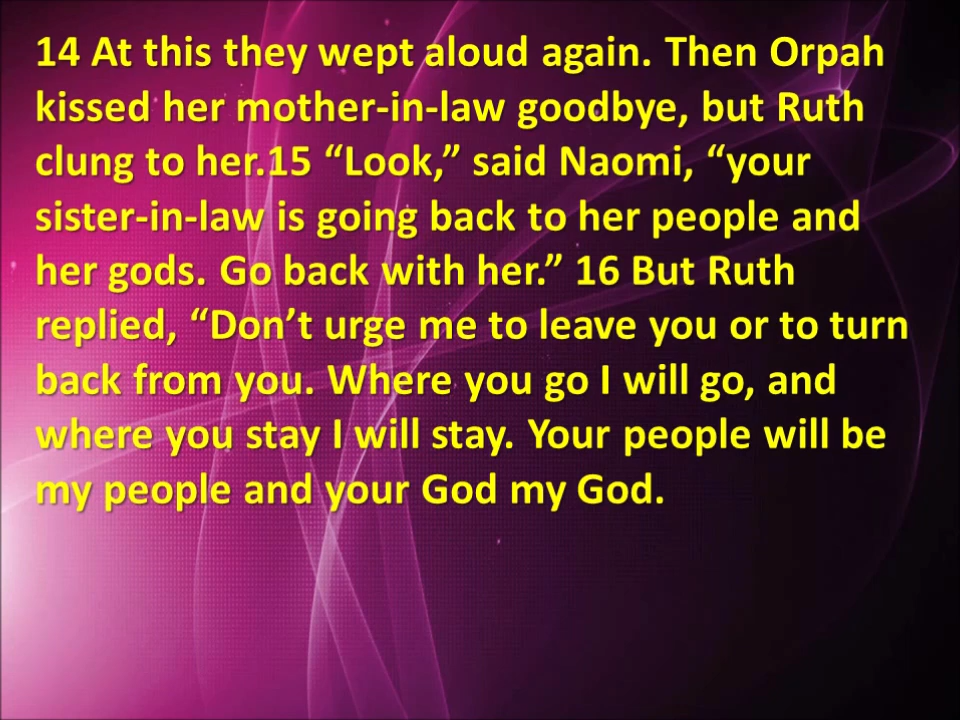 14 At this they wept aloud again. Then Orpah
kissed her mother-in-law goodbye, but Ruth
clung to her.15 “Look,” said Naomi, “your
sister-in-law is going back to her people and
her gods. Go back with her.” 16 But Ruth
replied, “Don’t urge me to leave you or to turn
back from you. Where you go I will go, and
where you stay I will stay. Your people will be
my people and your God my God.